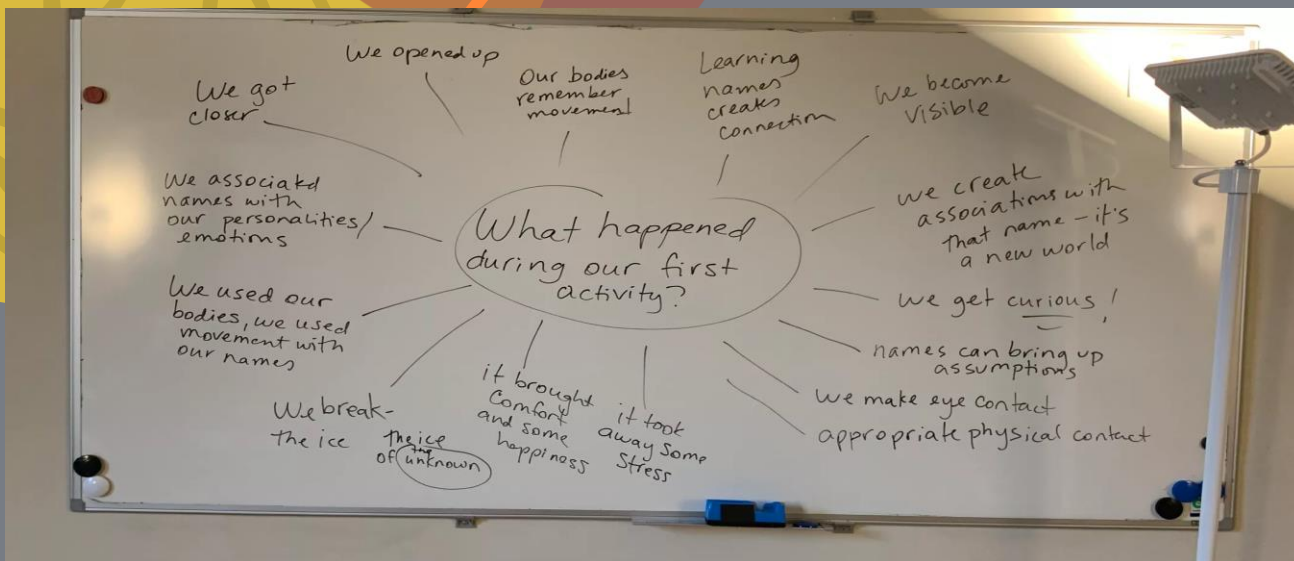 We opened up
Our bodies
remember
movement
Learning
names
creates
connection
We become
visible
We got
closer
We associated
names with
our personalities/
emotions
we create
associations with
that name - it's
a new world
What happened
during our first
activity?
We used our
bodies, we used
movement with
our names
we get curious!
names can bring up
assumptions
we make eye contact
appropriate physical contact
We break-
the ice
the ice
of the unknown
it brought
comfort
and some
happiness
it took
away some
stress